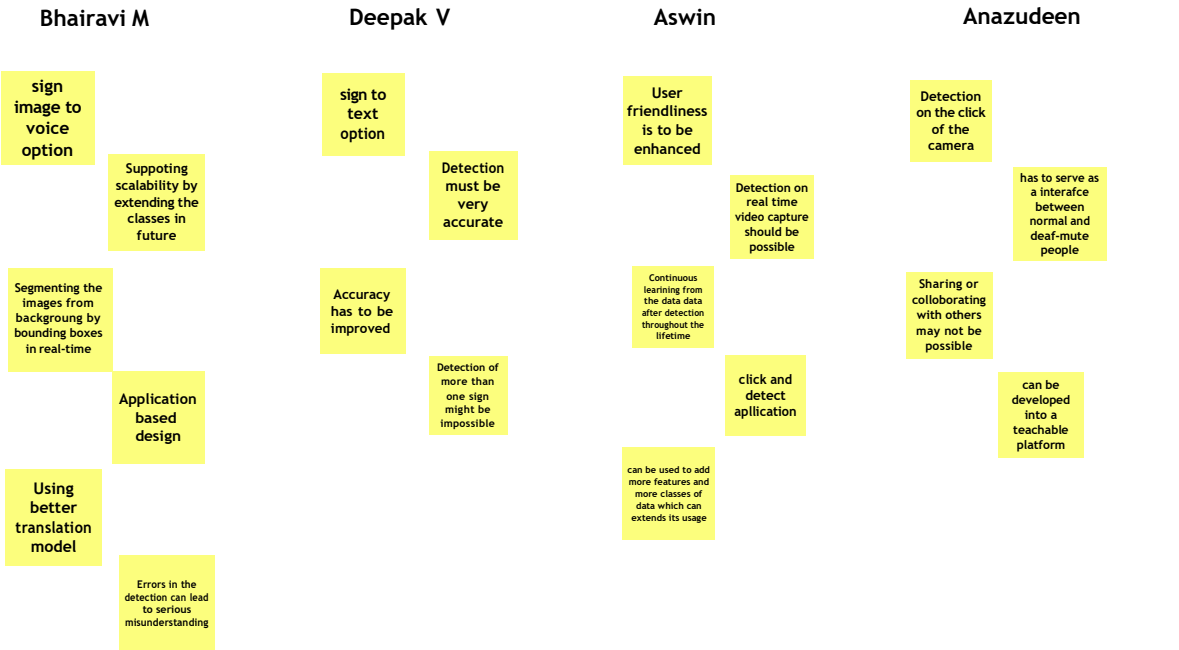 Bhairavi M
sign
image to
voice
option
Suppoting
scalability by
extending the
classes in
future
Segmenting the
images from
backgroung by
bounding boxes
in real-time
Application
based
design
Using
better
translation
model
Errors in the
detection can lead
to serious
misunderstanding
Deepak V
sign to
text
option
Detection
must be
very
accurate
Accuracy
has to be
improved
Detection of
more than
one sign
might be
impossible
Aswin
User
friendliness
is to be
enhanced
Detection on
real time
video capture
should be
possible
Continuous
learining from
the data data
after detection
throughout the
lifetime
click and
detect
apllication
can be used to add
more features and
more classes of
data which can
extends its usage
Anazudeen
Detection
on the click
of the
camera
has to serve as
a interafce
between
normal and
deaf-mute
people
Sharing or
colloborating
with others
may not be
possible
can be
developed
into a
teachable
platform